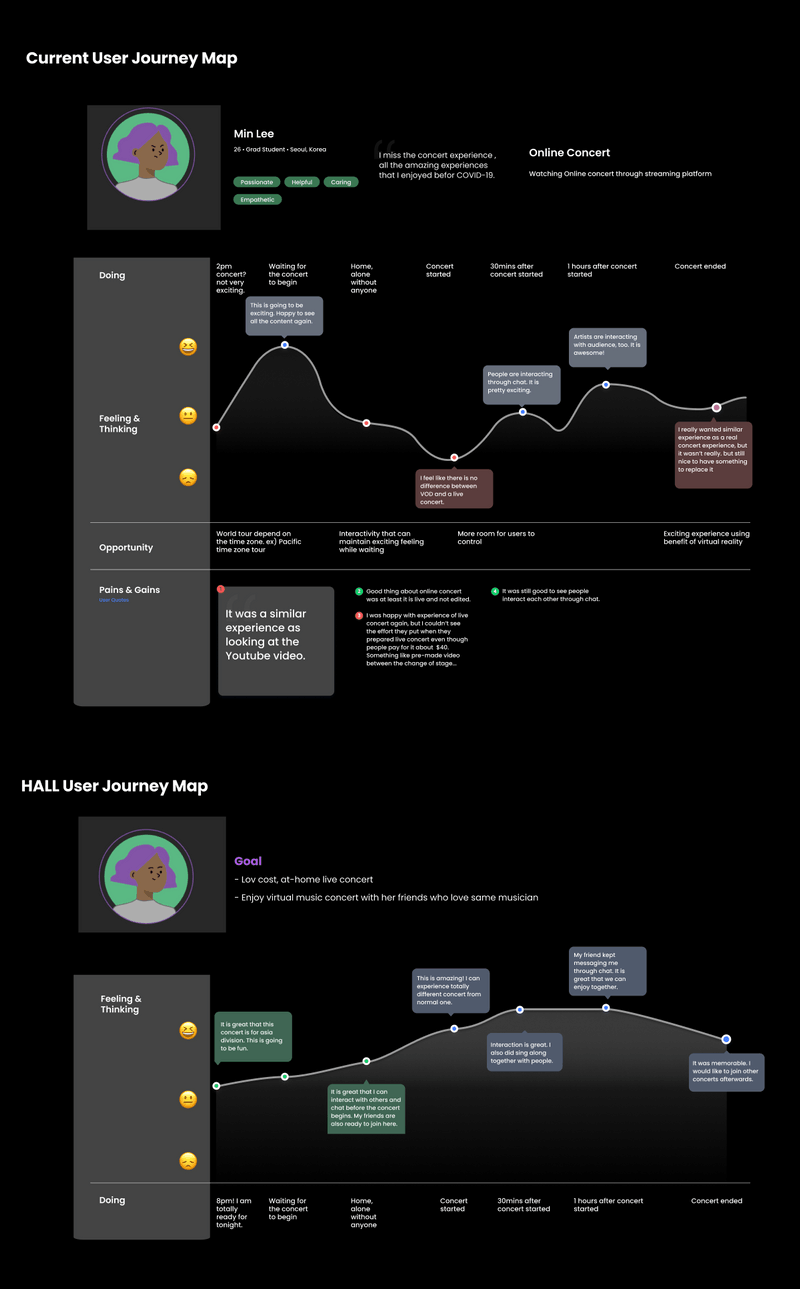 Current User Journey Map
Min Lee
26 • Grad Student • Seoul, Korea
Passionate
Helpful
Caring
Empathetic
“
I miss the concert experience ,
all the amazing experiences
that I enjoyed befor COVID-19.
Online Concert
Watching Online concert through streaming platform
Doing
2pm
concert?
not very
exciting.
Waiting for
the concert
to begin
Home,
alone
without
anyone
Concert
started
30mins after
concert started
1 hours after concert
started
Concert ended
Feeling &
Thinking
This is going to be
exciting. Happy to see
all the content again.
I feel like there is no
difference between
VOD and a live
concert.
People are interacting
through chat. It is
pretty exciting.
Artists are interacting
with audience, too. It is
awesome!
I really wanted similar
experience as a real
concert experience, but
it wasn't really. but still
nice to have something
to replace it
Opportunity
World tour depend on
the time zone. ex) Pacific
time zone tour
Interactivity that can
maintain exciting feeling
while waiting
More room for users to
control
Exciting experience using
benefit of virtual reality
Pains & Gains
User Quotes
1
“
It was a similar
experience as
looking at the
Youtube video.
2
Good thing about online concert
was at least it is live and not edited.
3
I was happy with experience of live
concert again, but I couldn't see
the effort they put when they
prepared live concert even though
people pay for it about $40.
Something like pre-made video
between the change of stage...
4
It was still good to see people
interact each other through chat.
HALL User Journey Map
Goal
- Lov cost, at-home live concert
- Enjoy virtual music concert with her friends who love same musician
Feeling &
Thinking
It is great that this
concert is for asia
division. This is going
to be fun.
It is great that I can
interact with others and
chat before the concert
begins. My friends are
also ready to join here.
This is amazing! I can
experience totally
different concert from
normal one.
Interaction is great. I
also did sing along
together with people.
My friend kept
messaging me
through chat. It is
great that we can
enjoy together.
It was memorable. I
would like to join other
concerts afterwards.
Doing
8pm! I am
totally
ready for
tonight.
Waiting for
the concert
to begin
Home,
alone
without
anyone
Concert
started
30mins after
concert started
1 hours after concert
started
Concert ended